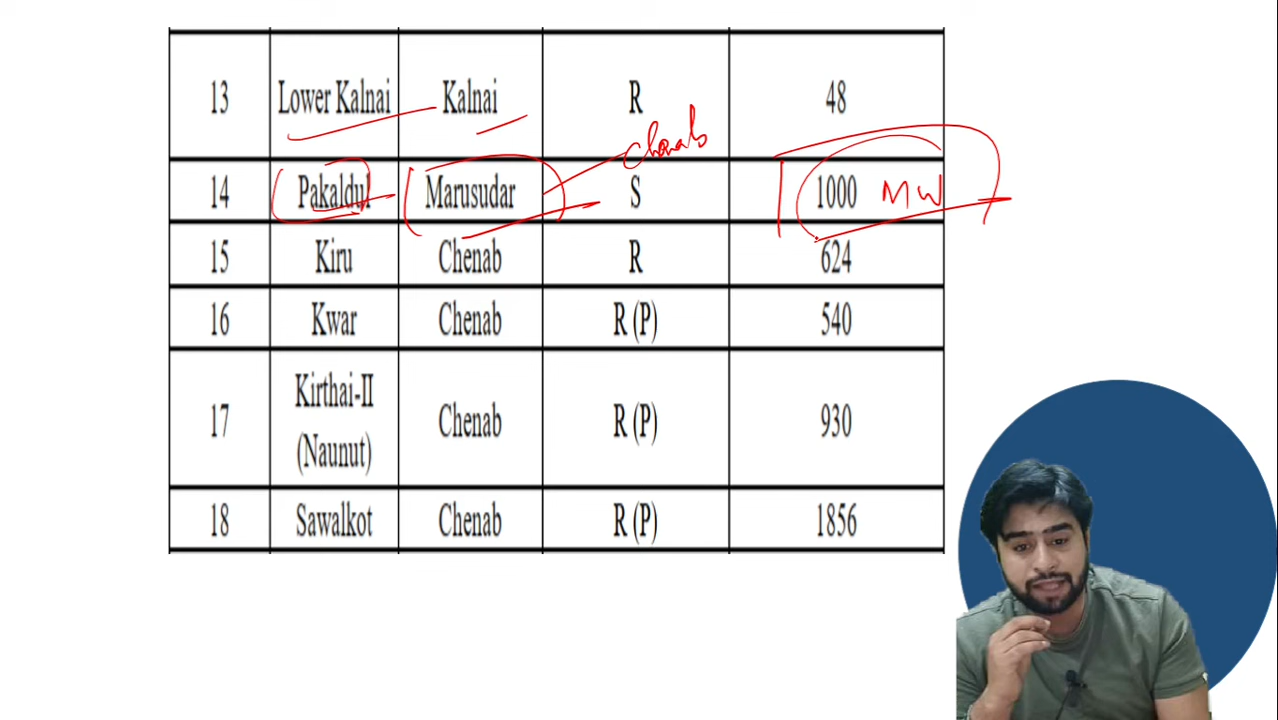 13 Lower Kalnai Kalnai R 48
chenab
14 Pakaldul Marusudar S 1000 MW
15 Kiru Chenab R 624
16 Kwar Chenab R (P) 540
17 Kirthai-II (Naunut) Chenab R (P) 930
18 Sawalkot Chenab R (P) 1856